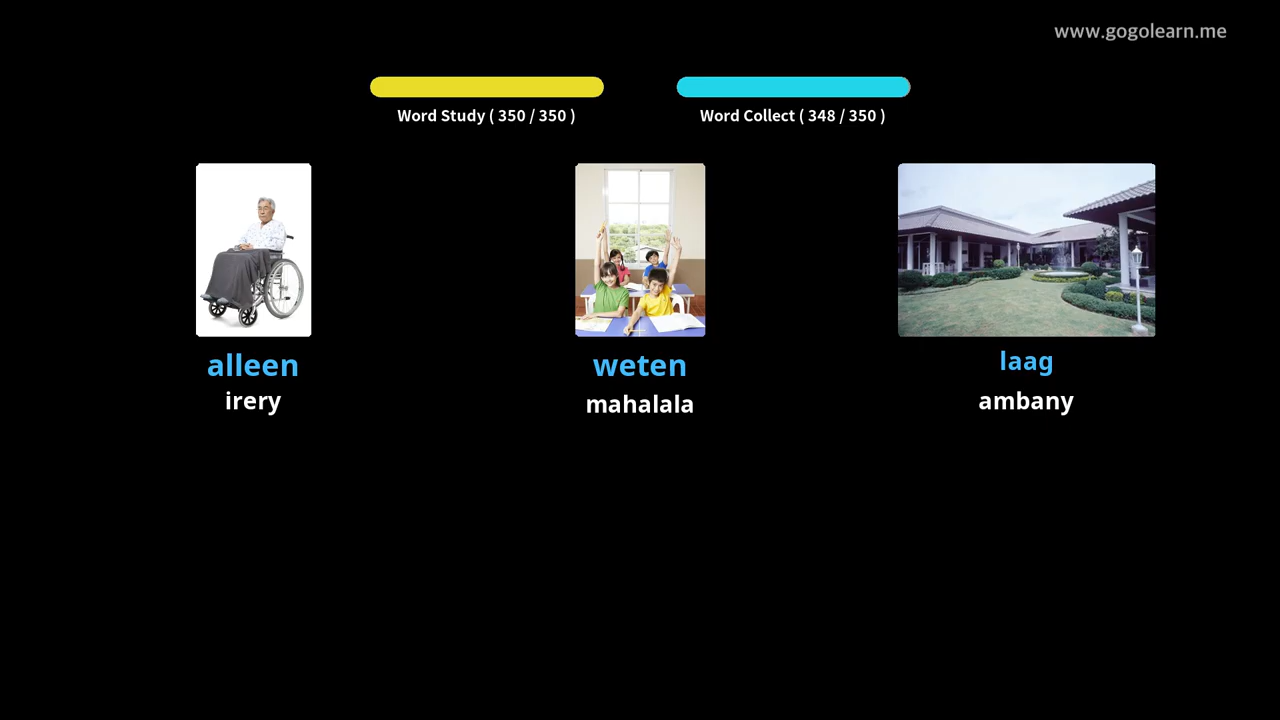 www.gogolearn.me
Word Study ( 350 / 350 )
Word Collect ( 348 / 350 )
alleen
irery
weten
mahalala
laag
ambany